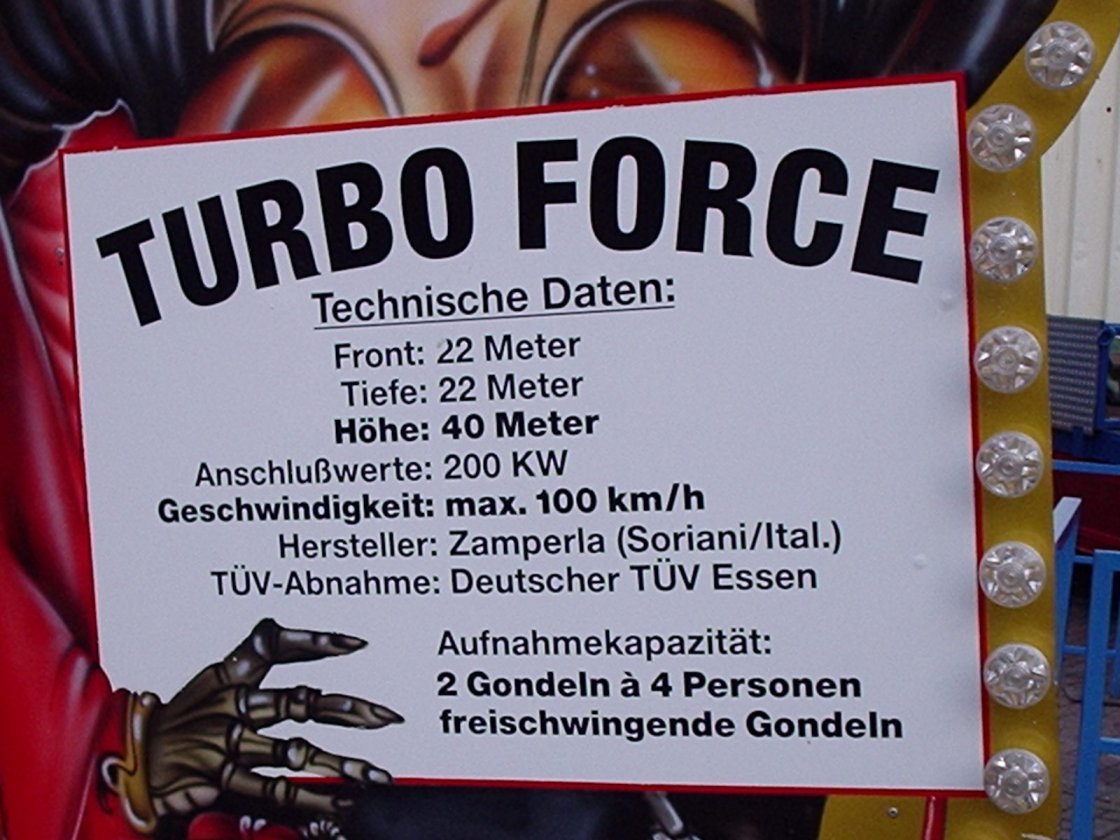 TURBO FORCE
Technische Daten:
Front: 22 Meter
Tiefe: 22 Meter
Höhe: 40 Meter
Anschlußwerte: 200 KW
Geschwindigkeit: max. 100 km/h
Hersteller: Zamperla (Soriani/Ital.)
TÜV-Abnahme: Deutscher TÜV Essen
Aufnahmekapazität:
2 Gondeln à 4 Personen
freischwingende Gondeln